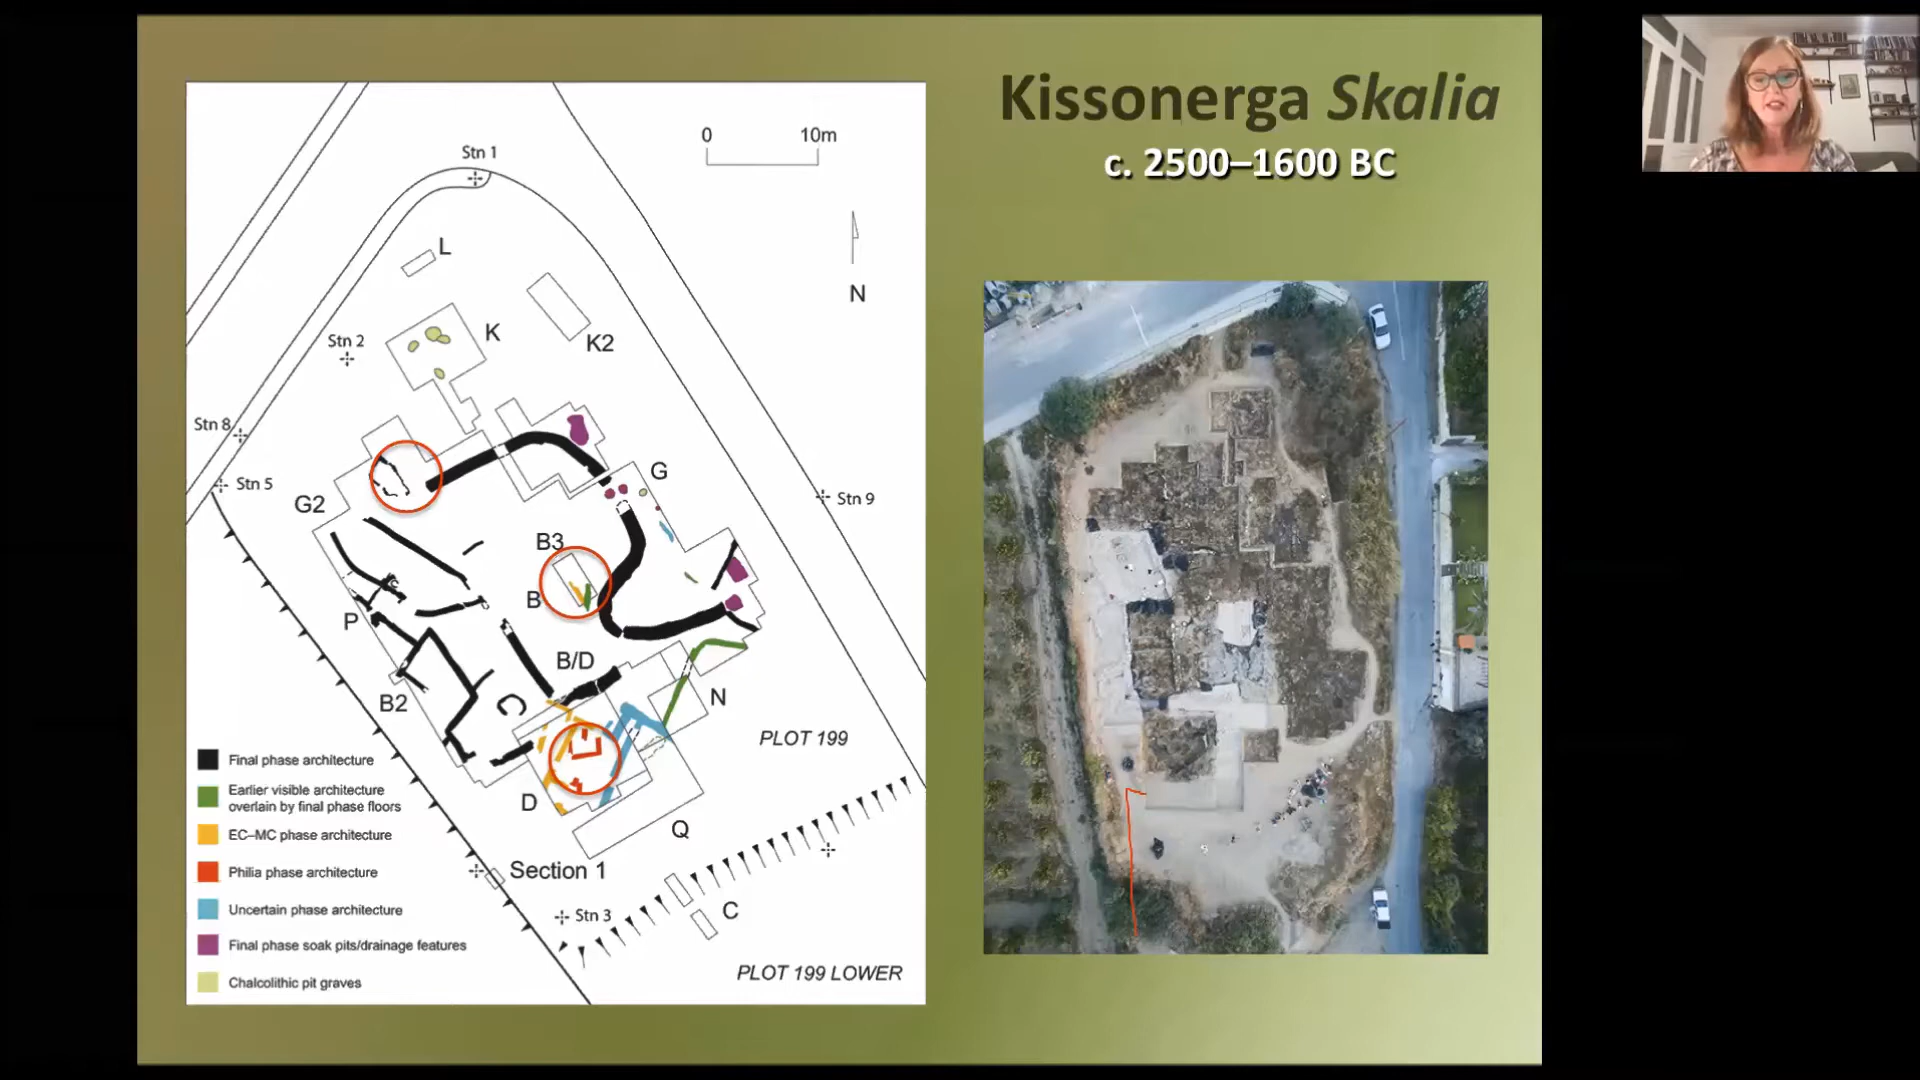 Kissonerga Skalia
c. 2500–1600 BC
0 10m
N
Stn 1
L
K
K2
Stn 2
Stn 8
Stn 5
G2
G
Stn 9
B3
B
P
B/D
B2
N
PLOT 199
D
Q
Section 1
Stn 3
C
PLOT 199 LOWER
Final phase architecture
Earlier visible architecture
overlain by final phase floors
EC–MC phase architecture
Philia phase architecture
Uncertain phase architecture
Final phase soak pits/drainage features
Chalcolithic pit graves